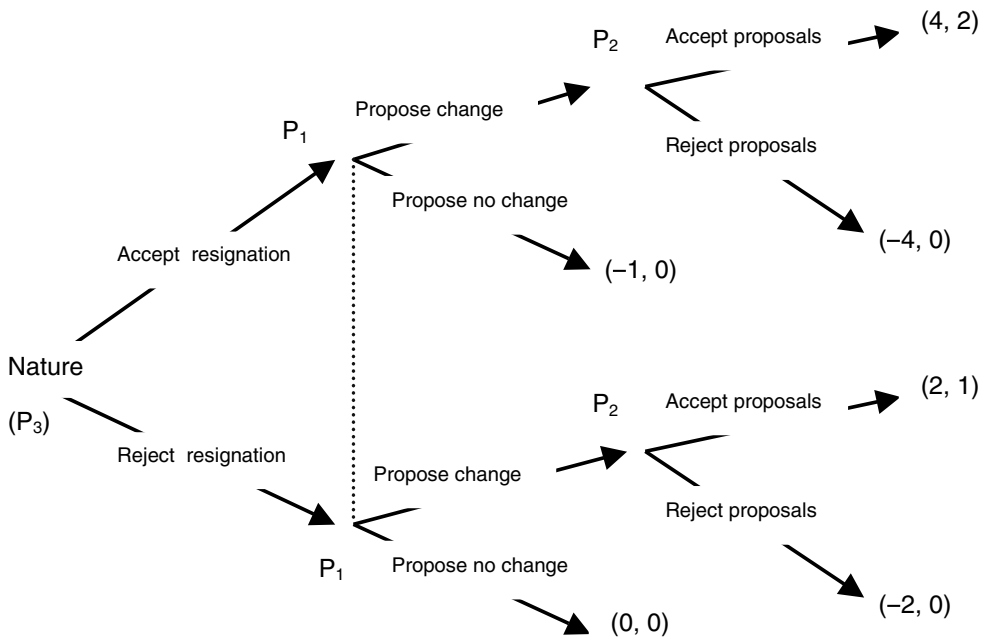 (4, 2)
P₂
Accept proposals
Propose change
P₁
Reject proposals
Propose no change
Accept resignation
(–4, 0)
(–1, 0)
Nature
(P₃)
(2, 1)
P₂
Accept proposals
Reject resignation
Propose change
Reject proposals
P₁
Propose no change
(–2, 0)
(0, 0)